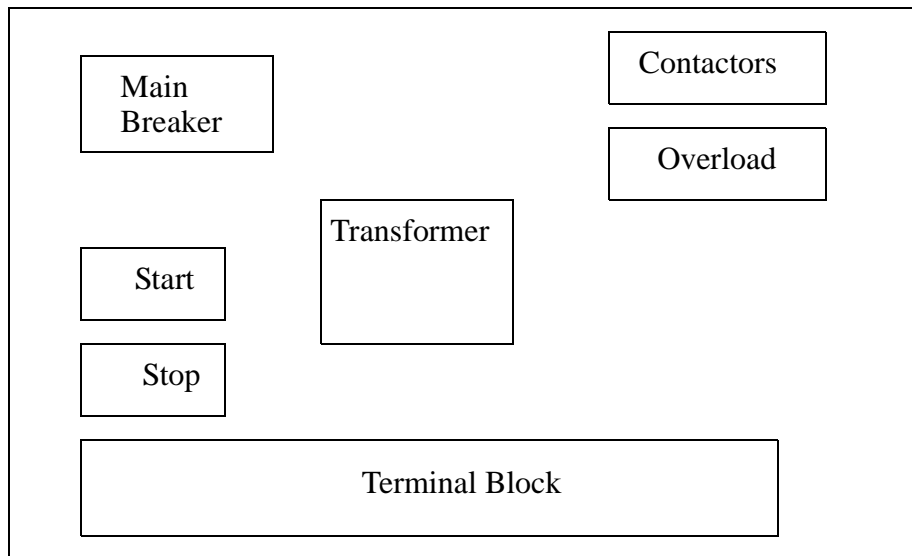 Main
Breaker
Contactors
Overload
Transformer
Start
Stop
Terminal Block